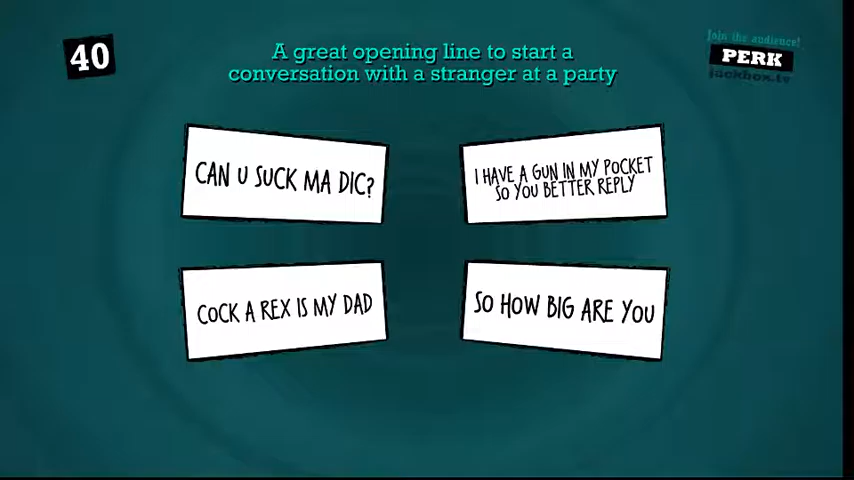 40
A great opening line to start a
conversation with a stranger at a party
Join the audience!
PERK
jackbox.tv
CAN U SUCK MA DIC?
I HAVE A GUN IN MY POCKET
SO YOU BETTER REPLY
COCK A REX IS MY DAD
SO HOW BIG ARE YOU